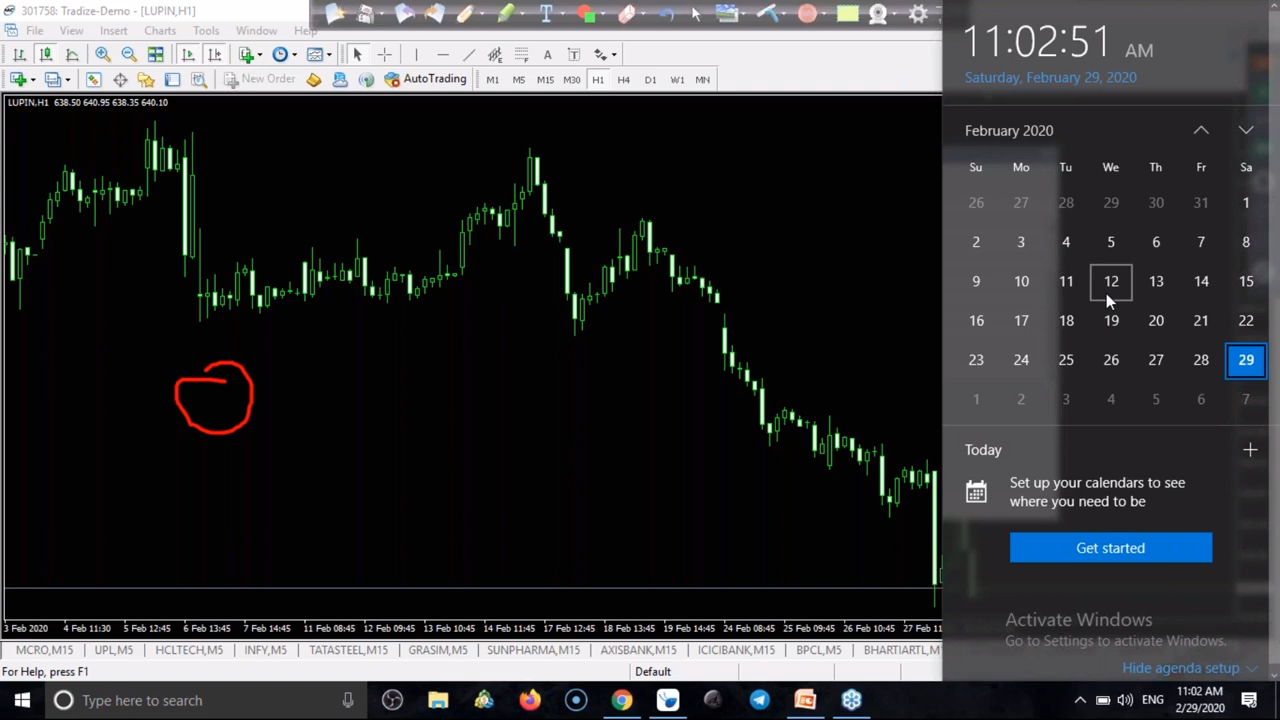 301758: Tradize-Demo - [LUPIN,H1]
File View Insert Charts Tools Window Help
New Order AutoTrading M1 M5 M15 M30 H1 H4 D1 W1 MN
LUPIN,H1 638.50 640.95 638.35 640.10
3 Feb 2020 4 Feb 11:30 5 Feb 12:45 6 Feb 13:45 7 Feb 14:45 11 Feb 08:45 12 Feb 09:45 13 Feb 10:45 14 Feb 11:45 17 Feb 12:45 18 Feb 13:45 19 Feb 14:45 24 Feb 08:45 25 Feb 09:45 26 Feb 10:45 27 Feb 11
MCRO,M15 UPL,M5 HCLTECH,M5 INFY,M5 TATASTEEL,M15 GRASIM,M5 SUNPHARMA,M15 AXISBANK,M15 ICICIBANK,M15 BPCL,M5 BHARTIARTL,M
For Help, press F1
Default
11:02:51 AM
Saturday, February 29, 2020
February 2020
Su Mo Tu We Th Fr Sa
26 27 28 29 30 31 1
2 3 4 5 6 7 8
9 10 11 12 13 14 15
16 17 18 19 20 21 22
23 24 25 26 27 28 29
1 2 3 4 5 6 7
Today
Set up your calendars to see
where you need to be
Get started
Activate Windows
Go to Settings to activate Windows.
Hide agenda setup
Type here to search
ENG
11:02 AM
2/29/2020